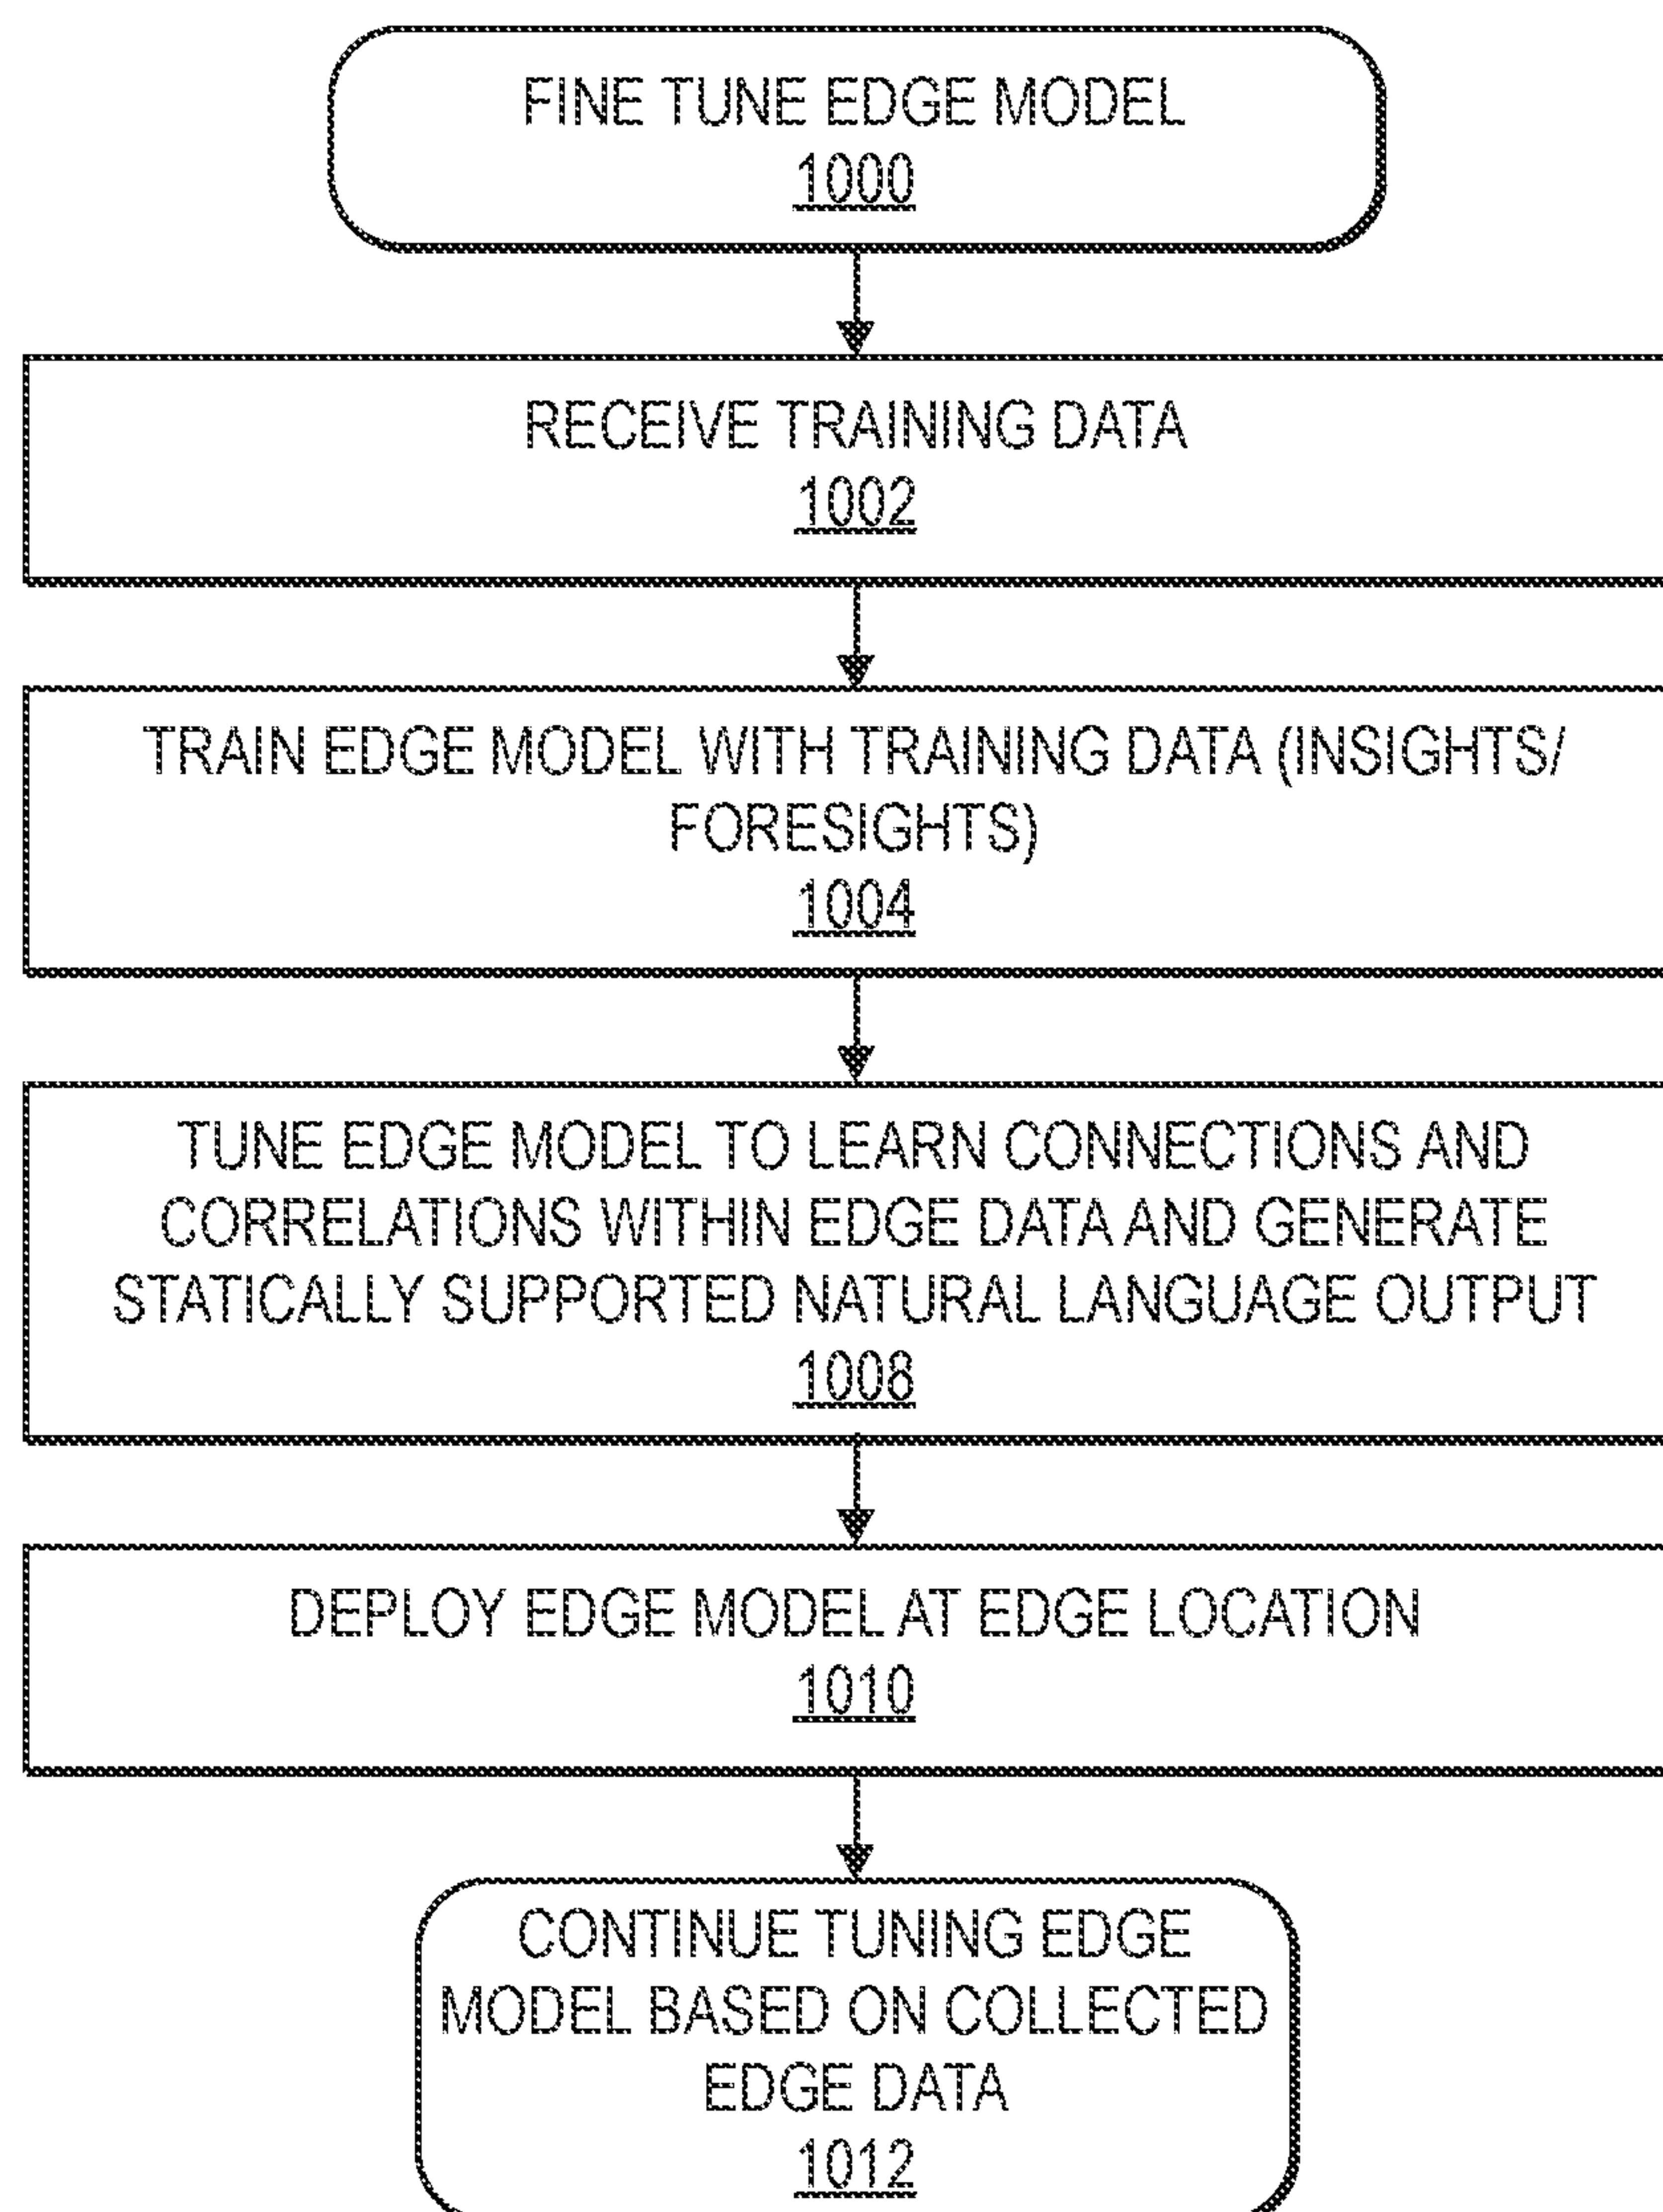 FINE TUNE EDGE MODEL
1000
RECEIVE TRAINING DATA
1002
TRAIN EDGE MODEL WITH TRAINING DATA (INSIGHTS/
FORESIGHTS)
1004
TUNE EDGE MODEL TO LEARN CONNECTIONS AND
CORRELATIONS WITHIN EDGE DATA AND GENERATE
STATICALLY SUPPORTED NATURAL LANGUAGE OUTPUT
1008
DEPLOY EDGE MODEL AT EDGE LOCATION
1010
CONTINUE TUNING EDGE
MODEL BASED ON COLLECTED
EDGE DATA
1012